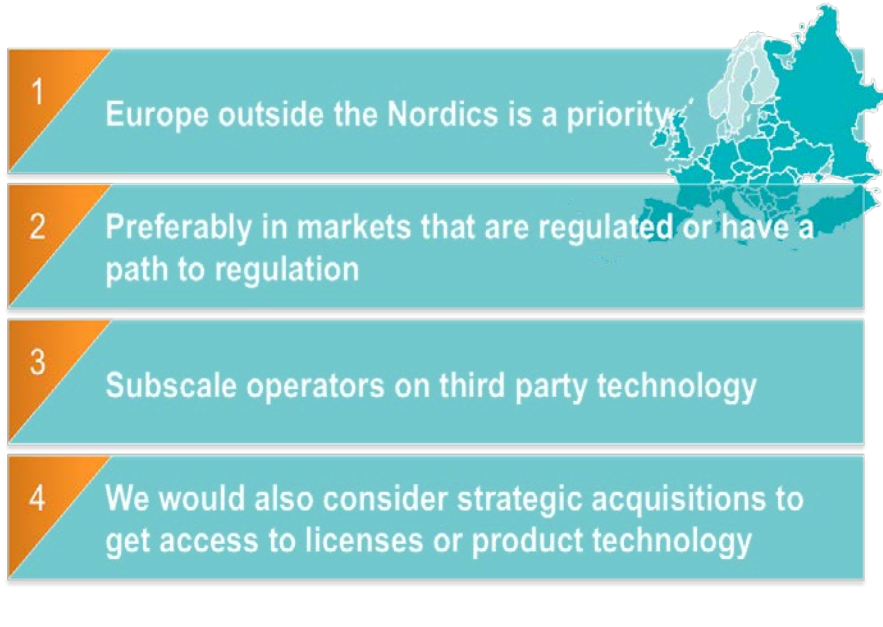 1
Europe outside the Nordics is a priority
2
Preferably in markets that are regulated or have a
path to regulation
3
Subscale operators on third party technology
4
We would also consider strategic acquisitions to
get access to licenses or product technology